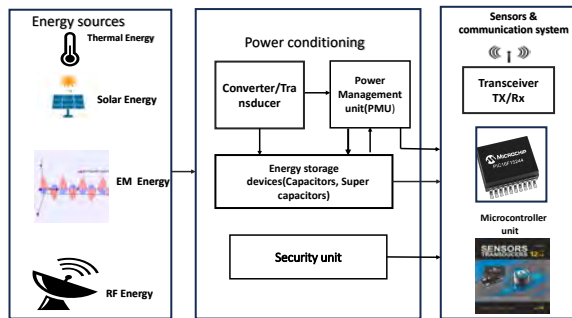 Energy sources
Thermal Energy
Solar Energy
EM Energy
RF Energy
Power conditioning
Converter/Tra
nsducer
Power
Management
unit(PMU)
Energy storage
devices(Capacitors, Super
capacitors)
Security unit
Sensors &
communication system
Transceiver
TX/Rx
MICROCHIP
Microcontroller
unit
SENSORS
TRANSDUCERS